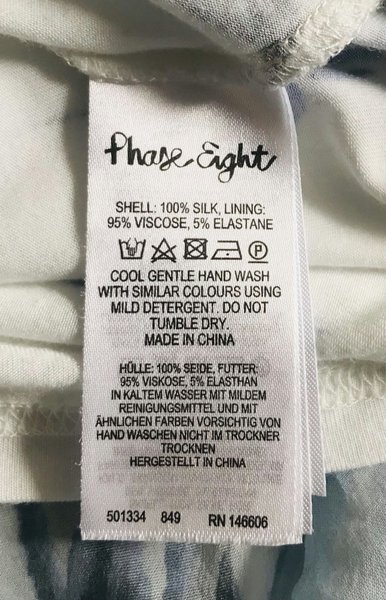 Phase Eight
SHELL: 100% SILK, LINING:
95% VISCOSE, 5% ELASTANE
COOL GENTLE HAND WASH
WITH SIMILAR COLOURS USING
MILD DETERGENT. DO NOT
TUMBLE DRY.
MADE IN CHINA
HÜLLE: 100% SEIDE, FUTTER:
95% VISKOSE, 5% ELASTHAN
IN KALTEM WASSER MIT MILDEM
REINIGUNGSMITTEL UND MIT
ÄHNLICHEN FARBEN VORSICHTIG VON
HAND WASCHEN NICHT IM TROCKNER
TROCKNEN
HERGESTELLT IN CHINA
501334 849 RN 146606